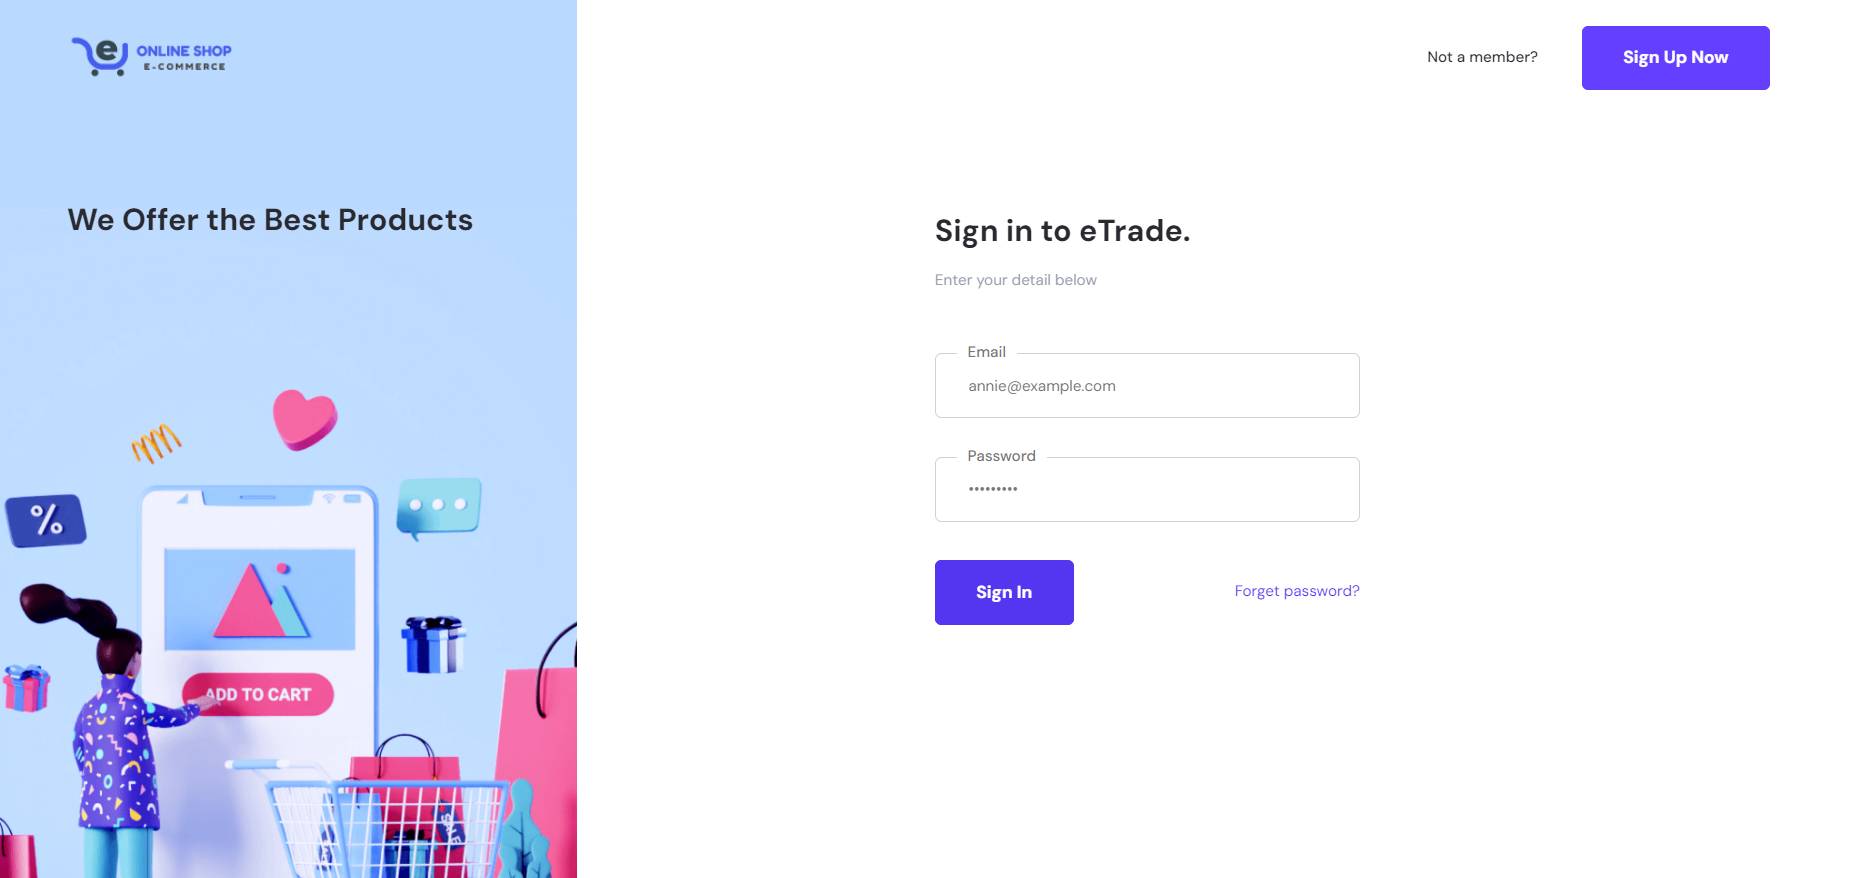 e ONLINE SHOP
E-COMMERCE
We Offer the Best Products
%
ADD TO CART
SALE
Not a member?
Sign Up Now
Sign in to eTrade.
Enter your detail below
Email
annie@example.com
Password
•••••••••
Sign In
Forget password?